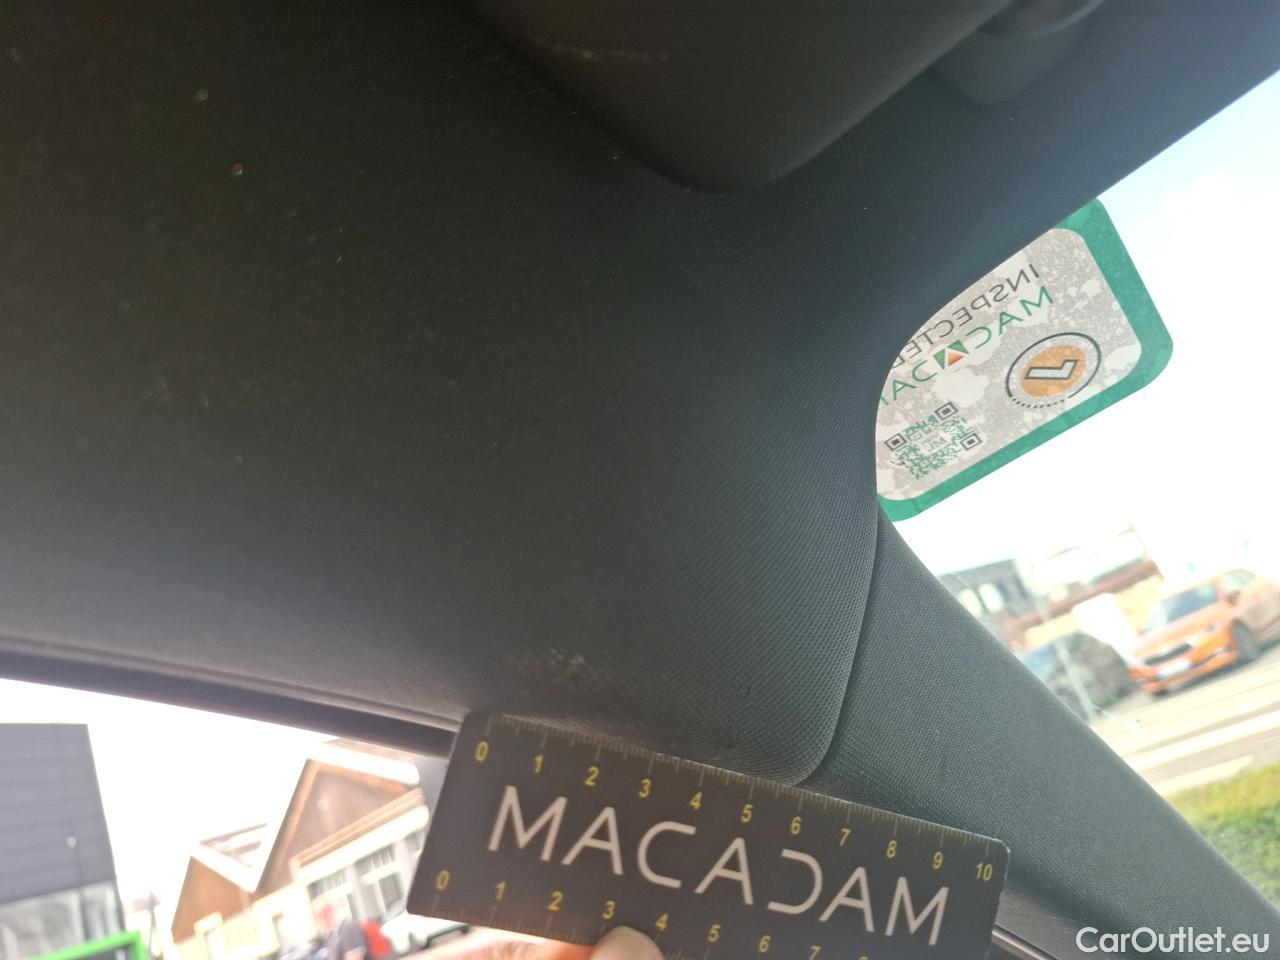 INSPECTED
MACADAM
0 1 2 3 4 5 6 7 8 9 10
MACADAM
0 1 2 3 4 5 6 7
CarOutlet.eu